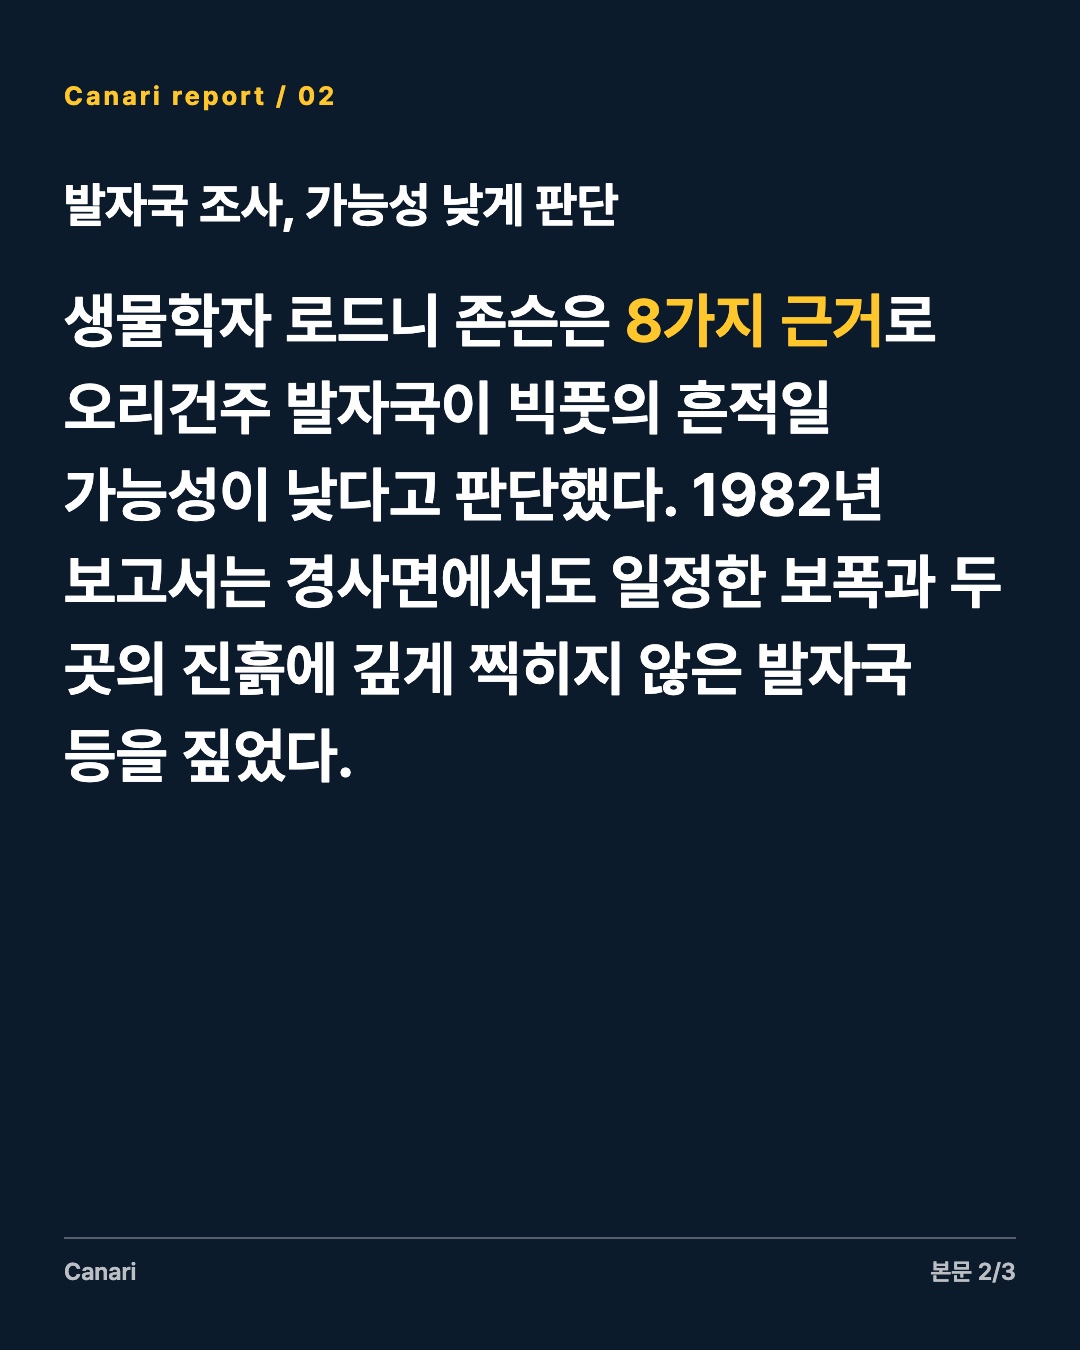 Canari report / 02
발자국 조사, 가능성 낮게 판단
생물학자 로드니 존슨은 8가지 근거로
오리건주 발자국이 빅풋의 흔적일
가능성이 낮다고 판단했다. 1982년
보고서는 경사면에서도 일정한 보폭과 두
곳의 진흙에 깊게 찍히지 않은 발자국
등을 짚었다.
Canari
본문 2/3